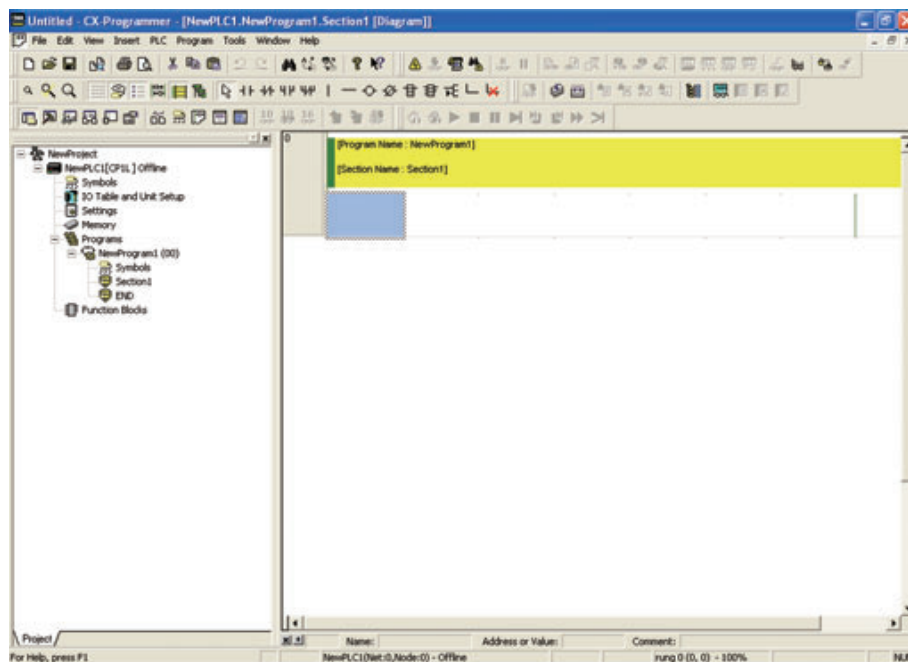 Untitled - CX-Programmer - [NewPLC1.NewProgram1.Section1 [Diagram]]
File Edit View Insert PLC Program Tools Window Help
0
[Program Name : NewProgram1]
[Section Name : Section1]
NewProject
NewPLC1[CP1L] Offline
Symbols
IO Table and Unit Setup
Settings
Memory
Programs
NewProgram1 (00)
Symbols
Section1
END
Function Blocks
Project
Name: Address or Value: Comment:
For Help, press F1 NewPLC1(Net:0,Node:0) - Offline rung 0 (0, 0) - 100%